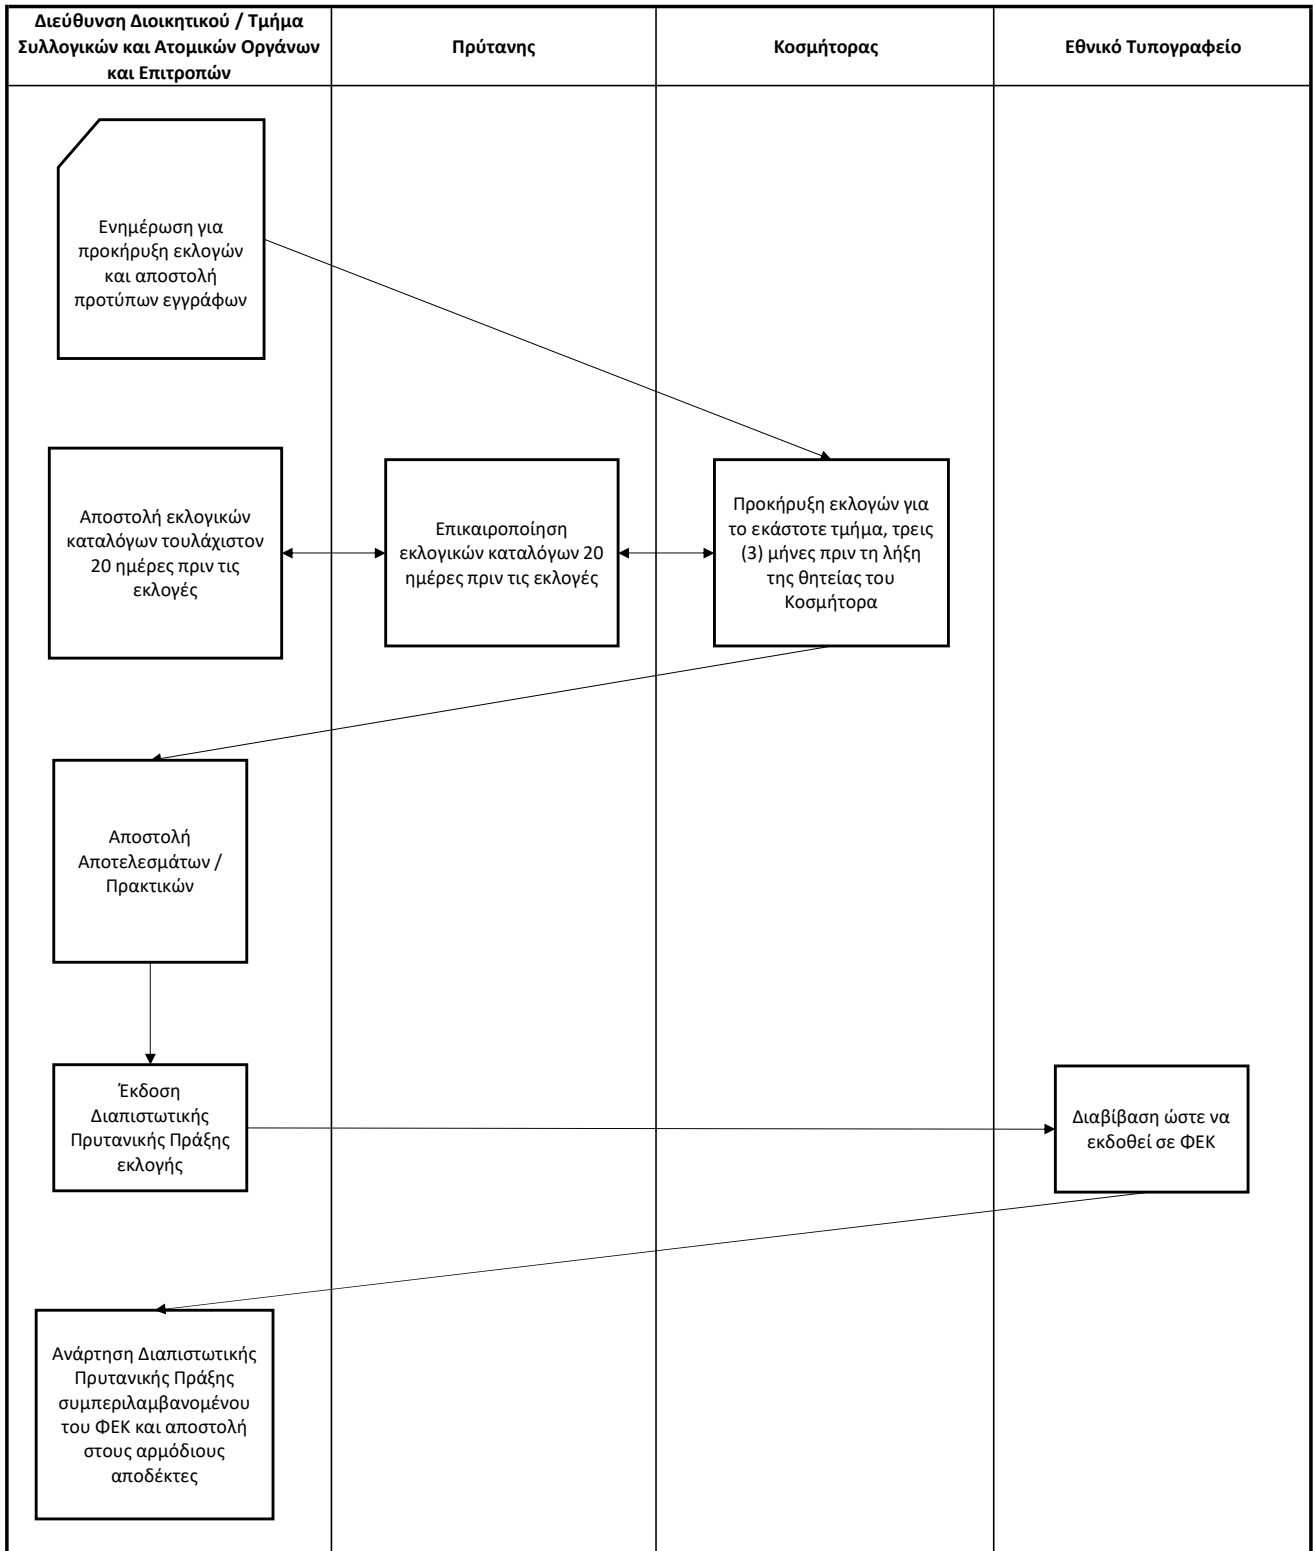 Διεύθυνση Διοικητικού / Τμήμα
Συλλογικών και Ατομικών Οργάνων
και Επιτροπών
Πρύτανης
Κοσμήτορας
Εθνικό Τυπογραφείο
Ενημέρωση για
προκήρυξη εκλογών
και αποστολή
προτύπων εγγράφων
Αποστολή εκλογικών
καταλόγων τουλάχιστον
20 ημέρες πριν τις
εκλογές
Επικαιροποίηση
εκλογικών καταλόγων 20
ημέρες πριν τις εκλογές
Προκήρυξη εκλογών για
το εκάστοτε τμήμα, τρεις
(3) μήνες πριν τη λήξη
της θητείας του
Κοσμήτορα
Αποστολή
Αποτελεσμάτων /
Πρακτικών
Έκδοση
Διαπιστωτικής
Πρυτανικής Πράξης
εκλογής
Διαβίβαση ώστε να
εκδοθεί σε ΦΕΚ
Ανάρτηση Διαπιστωτικής
Πρυτανικής Πράξης
συμπεριλαμβανομένου
του ΦΕΚ και αποστολή
στους αρμόδιους
αποδέκτες